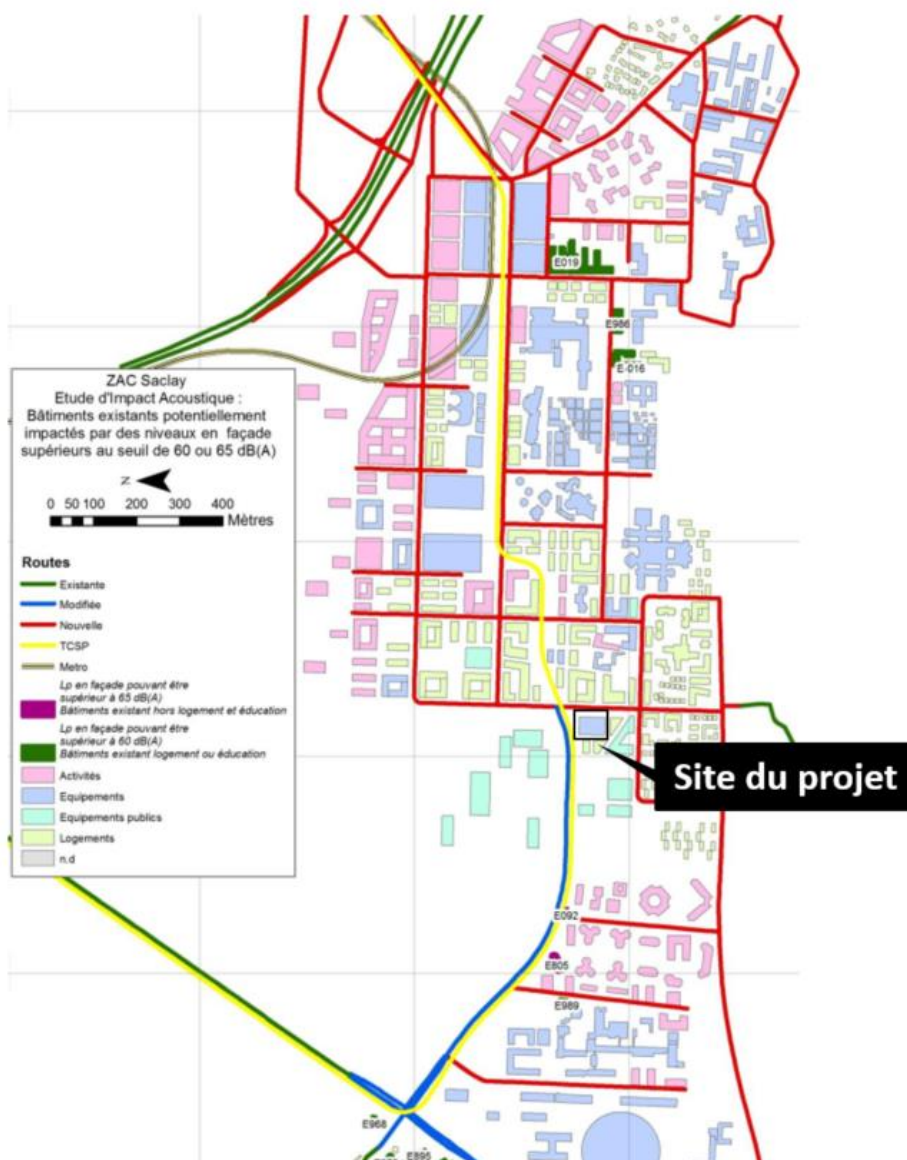 E019
E986
E-016
ZAC Saclay
Etude d'Impact Acoustique :
Bâtiments existants potentiellement
impactés par des niveaux en façade
supérieurs au seuil de 60 ou 65 dB(A)
N
0 50 100 200 300 400
Mètres
Routes
Existante
Modifiée
Nouvelle
TCSP
Metro
Lp en façade pouvant être
supérieur à 65 dB(A)
Bâtiments existant hors logement et éducation
Lp en façade pouvant être
supérieur à 60 dB(A)
Bâtiments existant logement ou éducation
Activités
Equipements
Equipements publics
Logements
n.d
Site du projet
E092
E805
E989
E968
E895